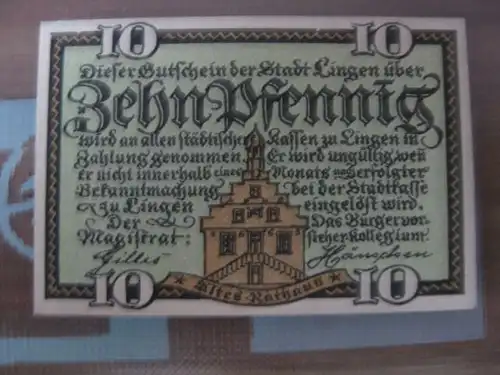 10 10
Dieser Gutschein der Stadt Lingen über
Zehn Pfennig
wird an allen städtischen Kassen zu Lingen in
Zahlung genommen. Er wird ungültig, wenn
er nicht innerhalb eines Monats nach erfolgter
Bekanntmachung bei der Stadtkasse
zu Lingen eingelöst wird.
Der Das Bürgervor-
Magistrat: steher-Kollegium:
Gilles
10 Altes Rathaus 10